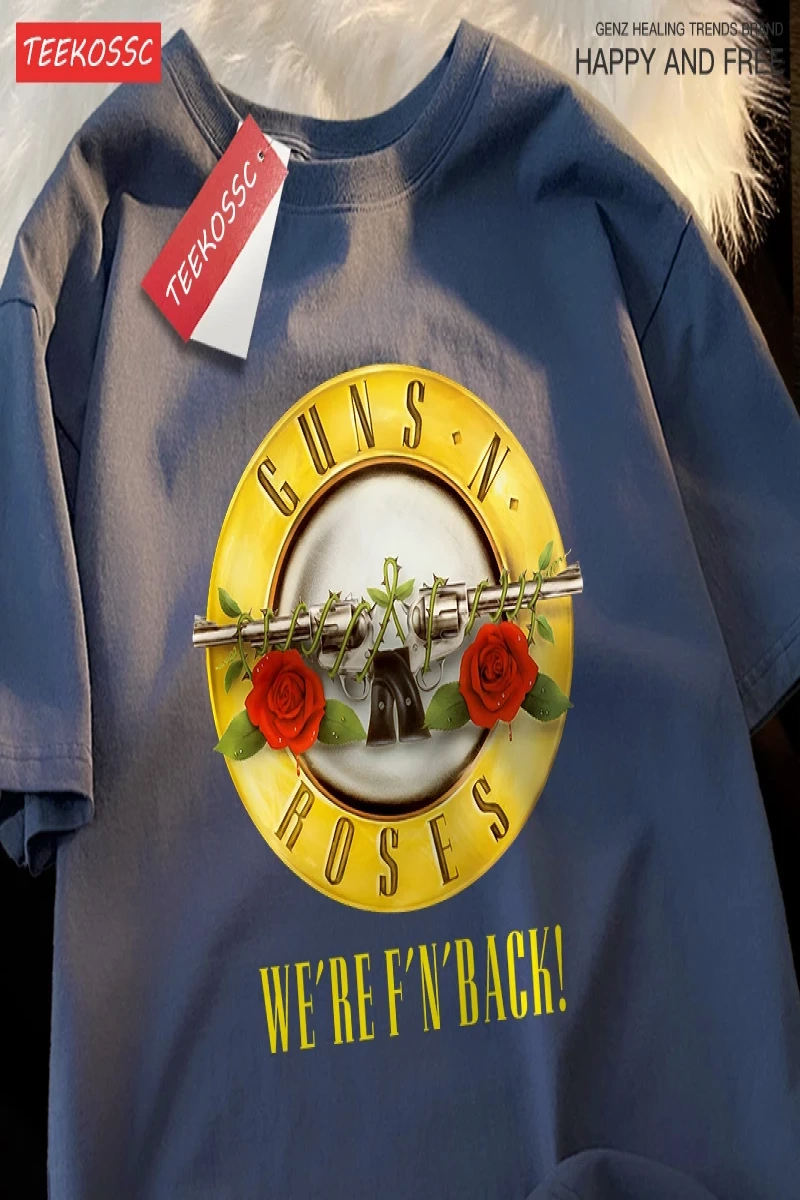 TEEKOSSC
GENZ HEALING TRENDS BRAND
HAPPY AND FREE
TEEKOSSC
GUNS·N·
ROSES
WE'RE F'N'BACK!